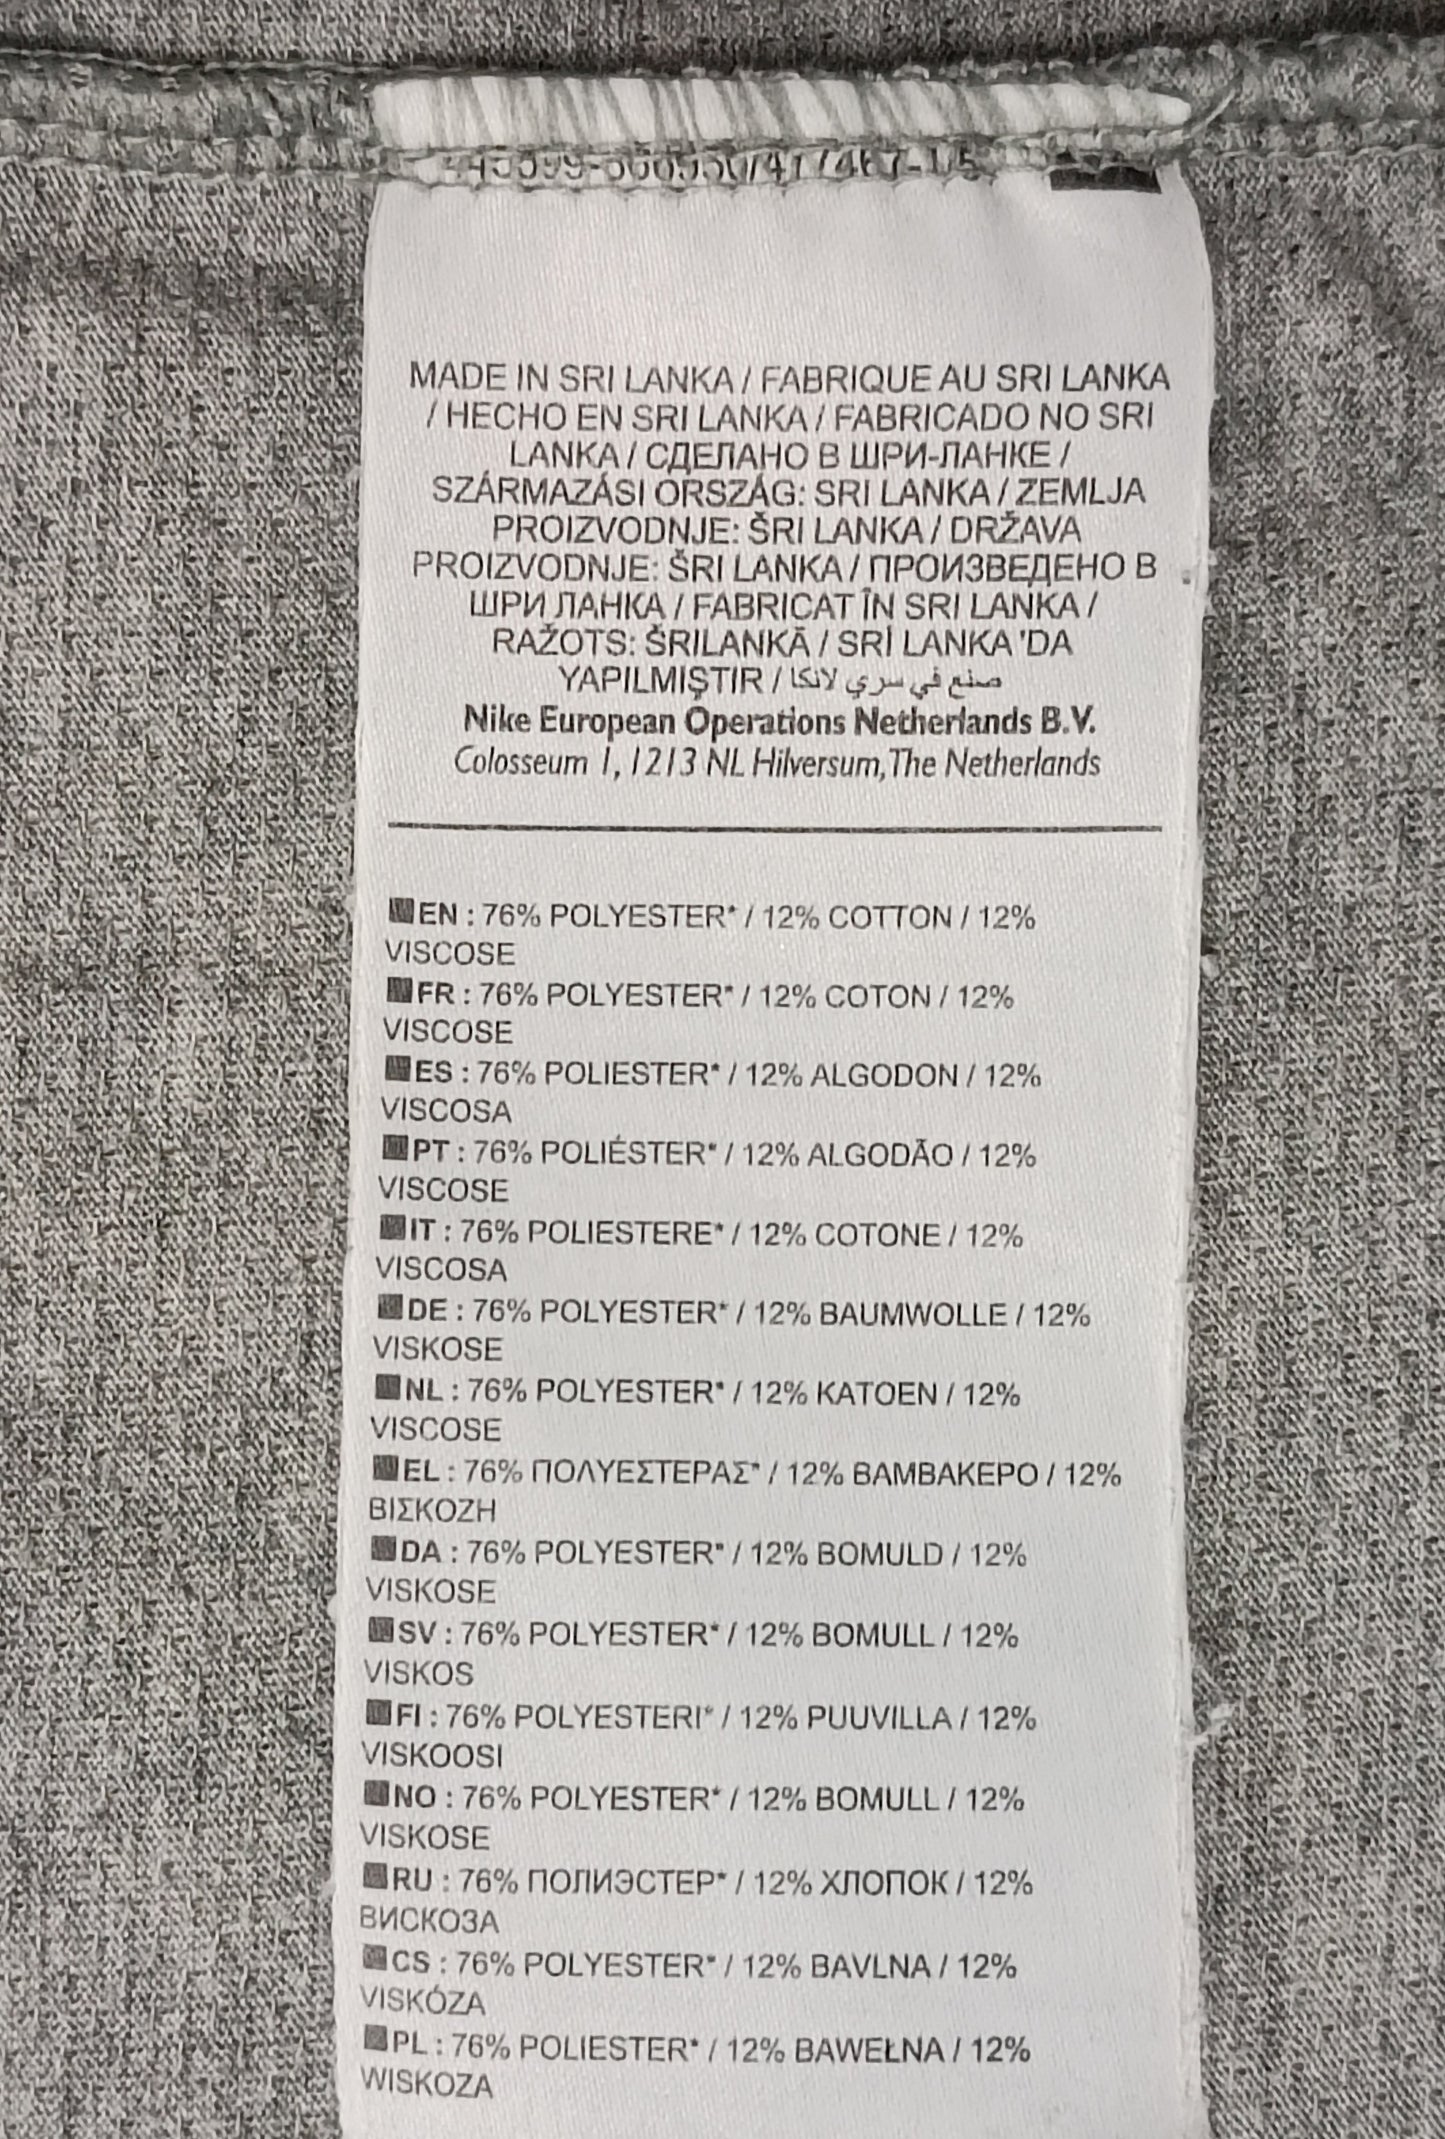 MADE IN SRI LANKA / FABRIQUE AU SRI LANKA
/ HECHO EN SRI LANKA / FABRICADO NO SRI
LANKA / СДЕЛАНО В ШРИ-ЛАНКЕ /
SZÁRMAZÁSI ORSZÁG: SRI LANKA / ZEMLJA
PROIZVODNJE: ŠRI LANKA / DRŽAVA
PROIZVODNJE: ŠRI LANKA / ПРОИЗВЕДЕНО В
ШРИ ЛАНКА / FABRICAT ÎN SRI LANKA /
RAŽOTS: ŠRILANKĀ / SRİ LANKA 'DA
YAPILMIŞTIR / صنع في سري لانكا
Nike European Operations Netherlands B.V.
Colosseum 1, 1213 NL Hilversum, The Netherlands
EN : 76% POLYESTER* / 12% COTTON / 12%
VISCOSE
FR : 76% POLYESTER* / 12% COTON / 12%
VISCOSE
ES : 76% POLIESTER* / 12% ALGODON / 12%
VISCOSA
PT : 76% POLIÉSTER* / 12% ALGODÃO / 12%
VISCOSE
IT : 76% POLIESTERE* / 12% COTONE / 12%
VISCOSA
DE : 76% POLYESTER* / 12% BAUMWOLLE / 12%
VISKOSE
NL : 76% POLYESTER* / 12% KATOEN / 12%
VISCOSE
EL : 76% ΠΟΛΥΕΣΤΕΡΑΣ* / 12% ΒΑΜΒΑΚΕΡΟ / 12%
ΒΙΣΚΟΖΗ
DA : 76% POLYESTER* / 12% BOMULD / 12%
VISKOSE
SV : 76% POLYESTER* / 12% BOMULL / 12%
VISKOS
FI : 76% POLYESTERI* / 12% PUUVILLA / 12%
VISKOOSI
NO : 76% POLYESTER* / 12% BOMULL / 12%
VISKOSE
RU : 76% ПОЛИЭСТЕР* / 12% ХЛОПОК / 12%
ВИСКОЗА
CS : 76% POLYESTER* / 12% BAVLNA / 12%
VISKÓZA
PL : 76% POLIESTER* / 12% BAWEŁNA / 12%
WISKOZA